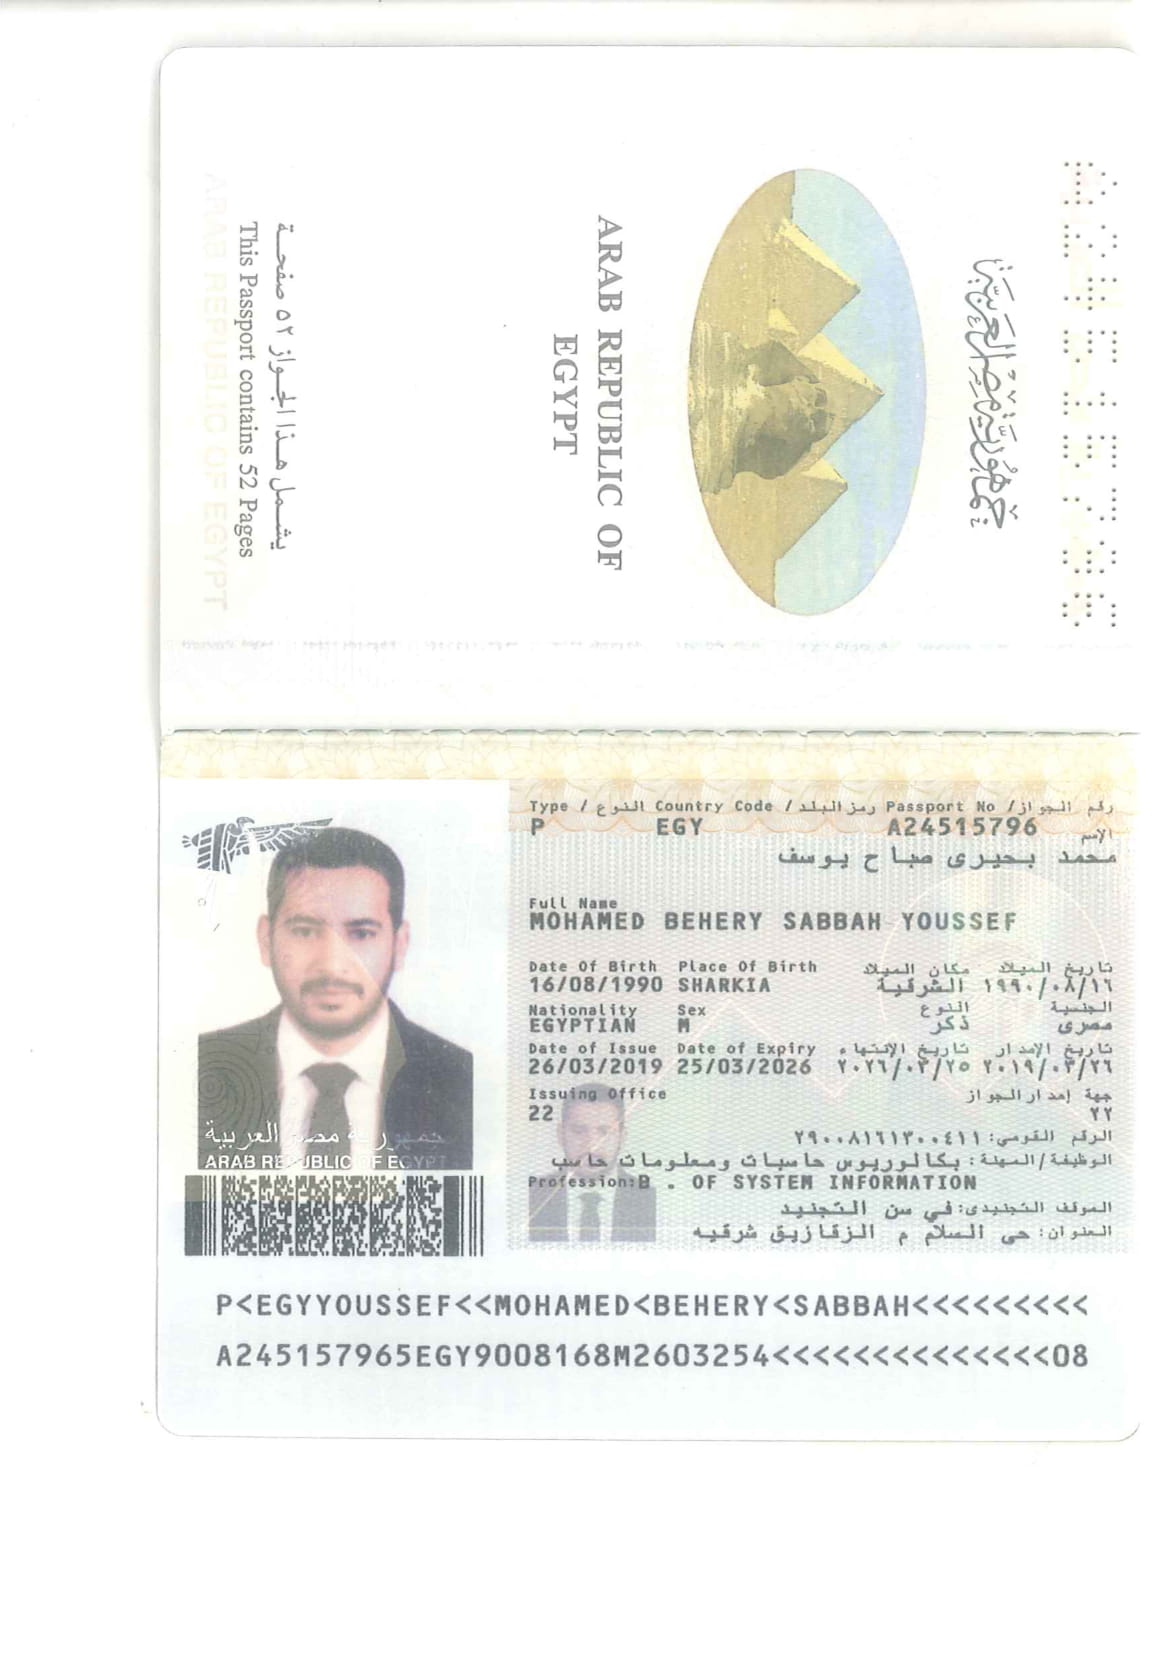 A24515796
جمهورية مصر العربية
ARAB REPUBLIC OF
EGYPT
يشمل هذا الجواز ٥٢ صفحة
This Passport contains 52 Pages
ARAB REPUBLIC OF EGYPT
Type / النوع Country Code / رمز البلد Passport No / رقم الجواز
P EGY A24515796
الإسم
محمد بحيرى صباح يوسف
Full Name
MOHAMED BEHERY SABBAH YOUSSEF
Date Of Birth Place Of Birth مكان الميلاد تاريخ الميلاد
16/08/1990 SHARKIA الشرقية ١٩٩٠/٠٨/١٦
Nationality Sex النوع الجنسية
EGYPTIAN M ذكر مصرى
Date of Issue Date of Expiry تاريخ الإنتهاء تاريخ الإصدار
26/03/2019 25/03/2026 ٢٠٢٦/٠٣/٢٥ ٢٠١٩/٠٣/٢٦
Issuing Office جهة إصدار الجواز
22 ٢٢
الرقم القومى: ٢٩٠٠٨١٦١٣٠٠٤١١
الوظيفة/المهنة: بكالوريوس حاسبات ومعلومات حاسب
Profession:B . OF SYSTEM INFORMATION
الموقف التجنيدى: في سن التجنيد
العنوان: حى السلام م الزقازيق شرقيه
جمهورية مصر العربية
ARAB REPUBLIC OF EGYPT
P<EGYYOUSSEF<<MOHAMED<BEHERY<SABBAH<<<<<<<<<
A245157965EGY9008168M2603254<<<<<<<<<<<<<<08